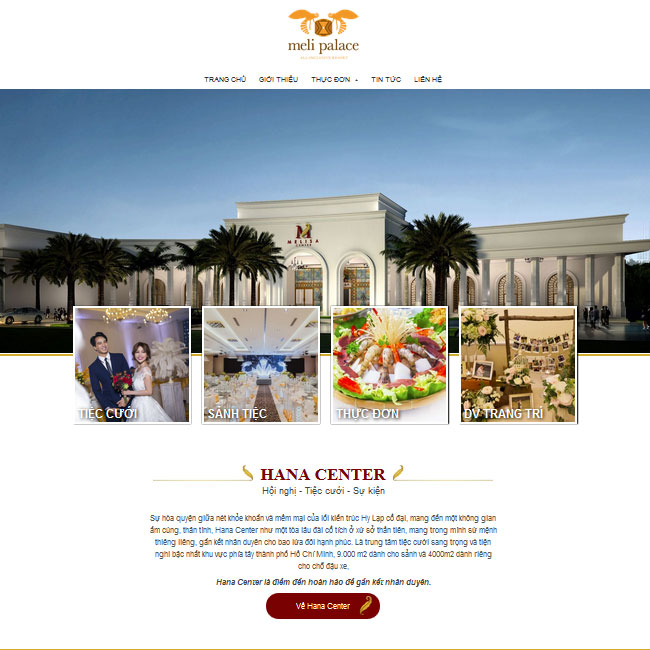 meli palace
TRANG CHỦ GIỚI THIỆU THỰC ĐƠN TIN TỨC LIÊN HỆ
MELISA
CENTER
TIỆC CƯỚI SẢNH TIỆC THỰC ĐƠN DV TRANG TRÍ
HANA CENTER
Hội nghị - Tiệc cưới - Sự kiện
Sự hòa quyện giữa nét khỏe khoắn và mềm mại của lối kiến trúc Hy Lạp cổ đại, mang đến một không gian
ấm cúng, thân tình, Hana Center như một tòa lâu đài cổ tích ở xứ sở thần tiên, mang trong mình sứ mệnh
thiêng liêng, gắn kết nhân duyên cho bao lứa đôi hạnh phúc. Là trung tâm tiệc cưới sang trọng và tiện
nghi bậc nhất khu vực phía tây thành phố Hồ Chí Minh, 9.000 m2 dành cho sảnh và 4000m2 dành riêng
cho chỗ đậu xe,
Hana Center là điểm đến hoàn hảo để gắn kết nhân duyên.
Về Hana Center